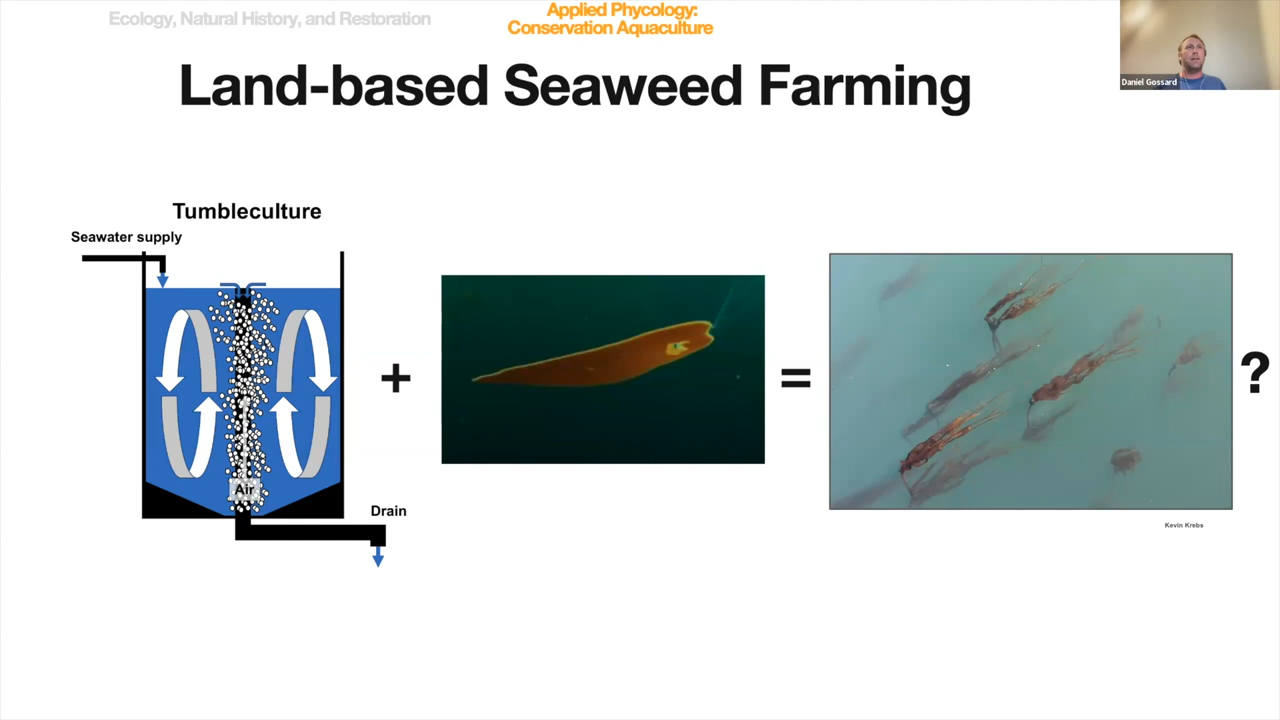 Ecology, Natural History, and Restoration
Applied Phycology:
Conservation Aquaculture
Daniel Gossard
Land-based Seaweed Farming
Tumbleculture
Seawater supply
Air
Drain
+
=
?
Kevin Krebs